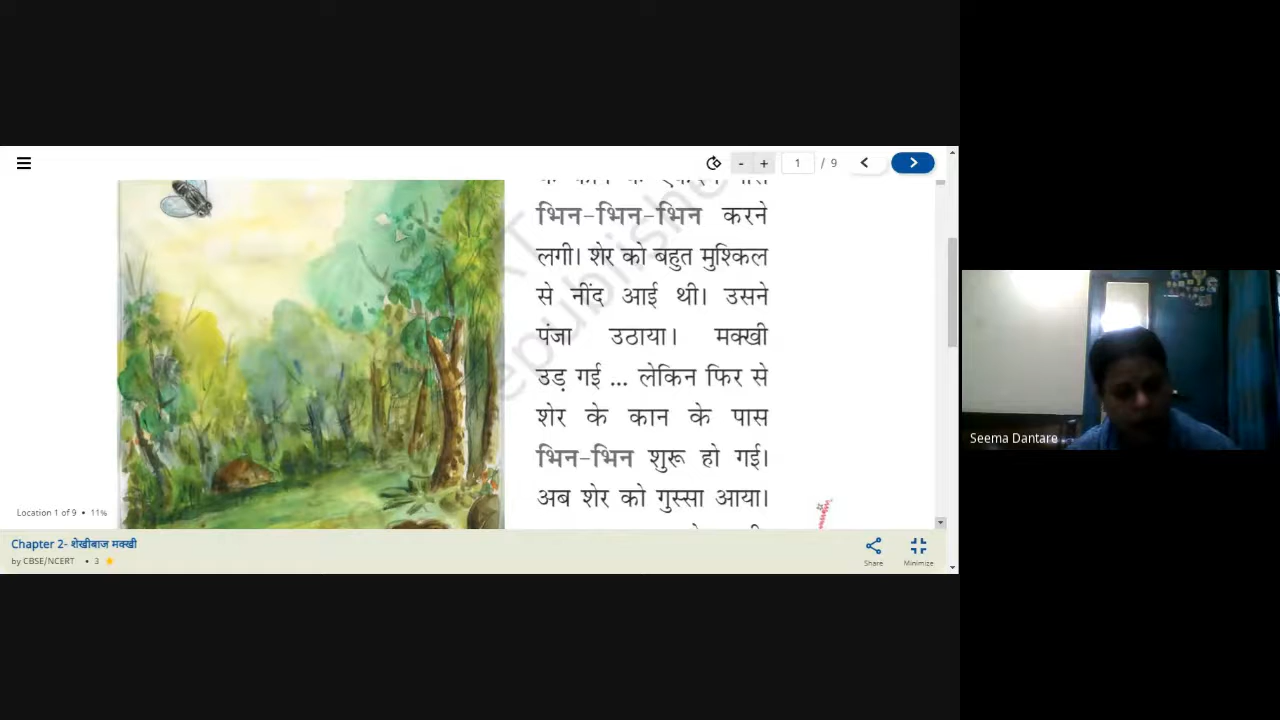 1 / 9
भिन-भिन-भिन करने
लगी। शेर को बहुत मुश्किल
से नींद आई थी। उसने
पंजा उठाया। मक्खी
उड़ गई ... लेकिन फिर से
शेर के कान के पास
भिन-भिन शुरू हो गई।
अब शेर को गुस्सा आया।
Location 1 of 9 • 11%
Chapter 2- शेखीबाज मक्खी
by CBSE/NCERT • 3
Share
Minimize
Seema Dantare